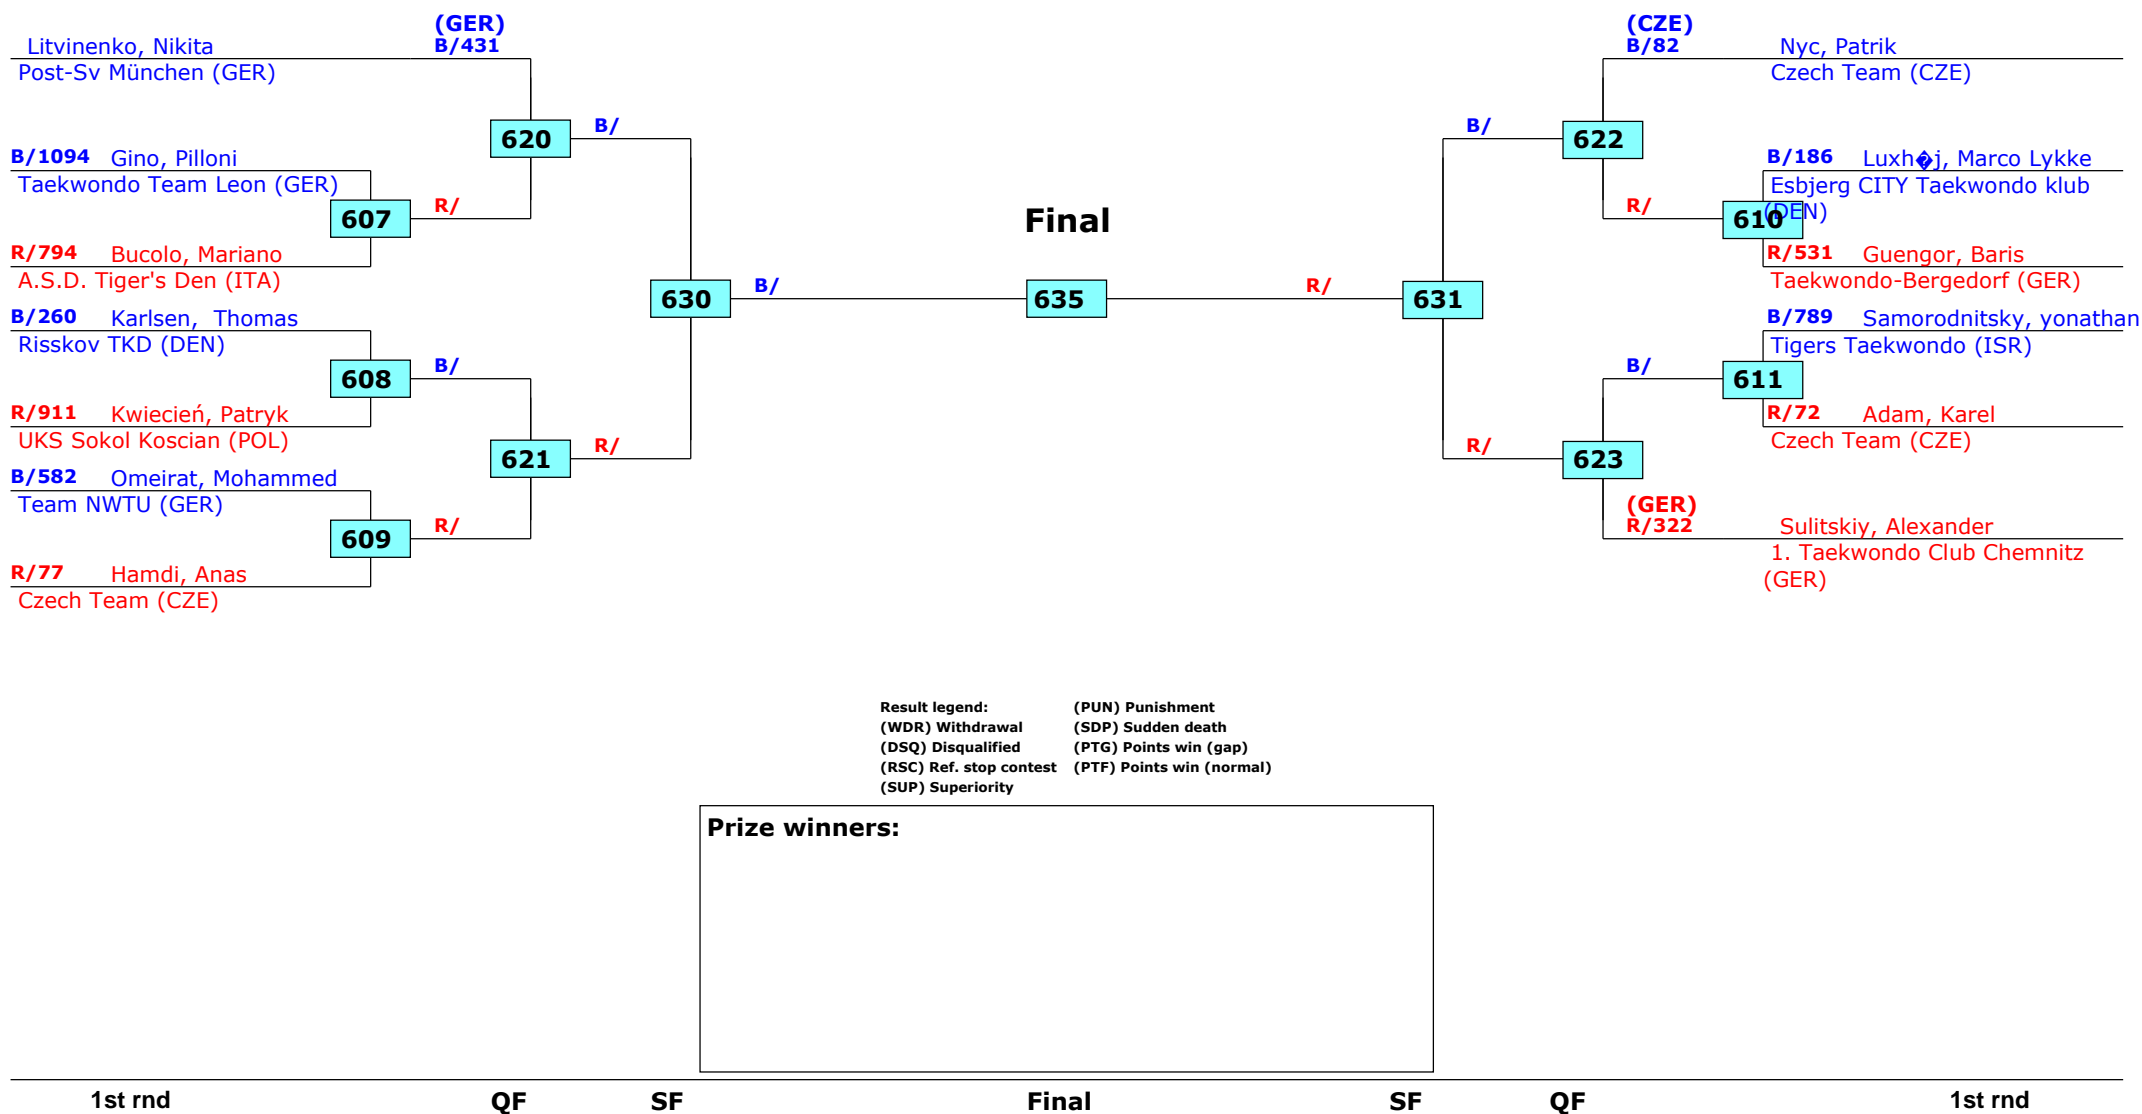 (GER)
Litvinenko, Nikita B/431
Post-Sv München (GER)
620 B/
B/1094 Gino, Pilloni
Taekwondo Team Leon (GER)
607 R/
R/794 Bucolo, Mariano
A.S.D. Tiger's Den (ITA)
630 B/
B/260 Karlsen, Thomas
Risskov TKD (DEN)
608 B/
R/911 Kwiecień, Patryk
UKS Sokol Koscian (POL)
621 R/
B/582 Omeirat, Mohammed
Team NWTU (GER)
609 R/
R/77 Hamdi, Anas
Czech Team (CZE)
Final
635
(CZE)
B/82 Nyc, Patrik
Czech Team (CZE)
B/ 622
B/186 Luxh�j, Marco Lykke
Esbjerg CITY Taekwondo klub
(DEN)
R/ 610
R/531 Guengor, Baris
Taekwondo-Bergedorf (GER)
R/ 631
B/789 Samorodnitsky, yonathan
Tigers Taekwondo (ISR)
B/ 611
R/72 Adam, Karel
Czech Team (CZE)
R/ 623
(GER)
R/322 Sulitskiy, Alexander
1. Taekwondo Club Chemnitz
(GER)
Result legend: (PUN) Punishment
(WDR) Withdrawal (SDP) Sudden death
(DSQ) Disqualified (PTG) Points win (gap)
(RSC) Ref. stop contest (PTF) Points win (normal)
(SUP) Superiority
Prize winners:
1st rnd QF SF Final SF QF 1st rnd